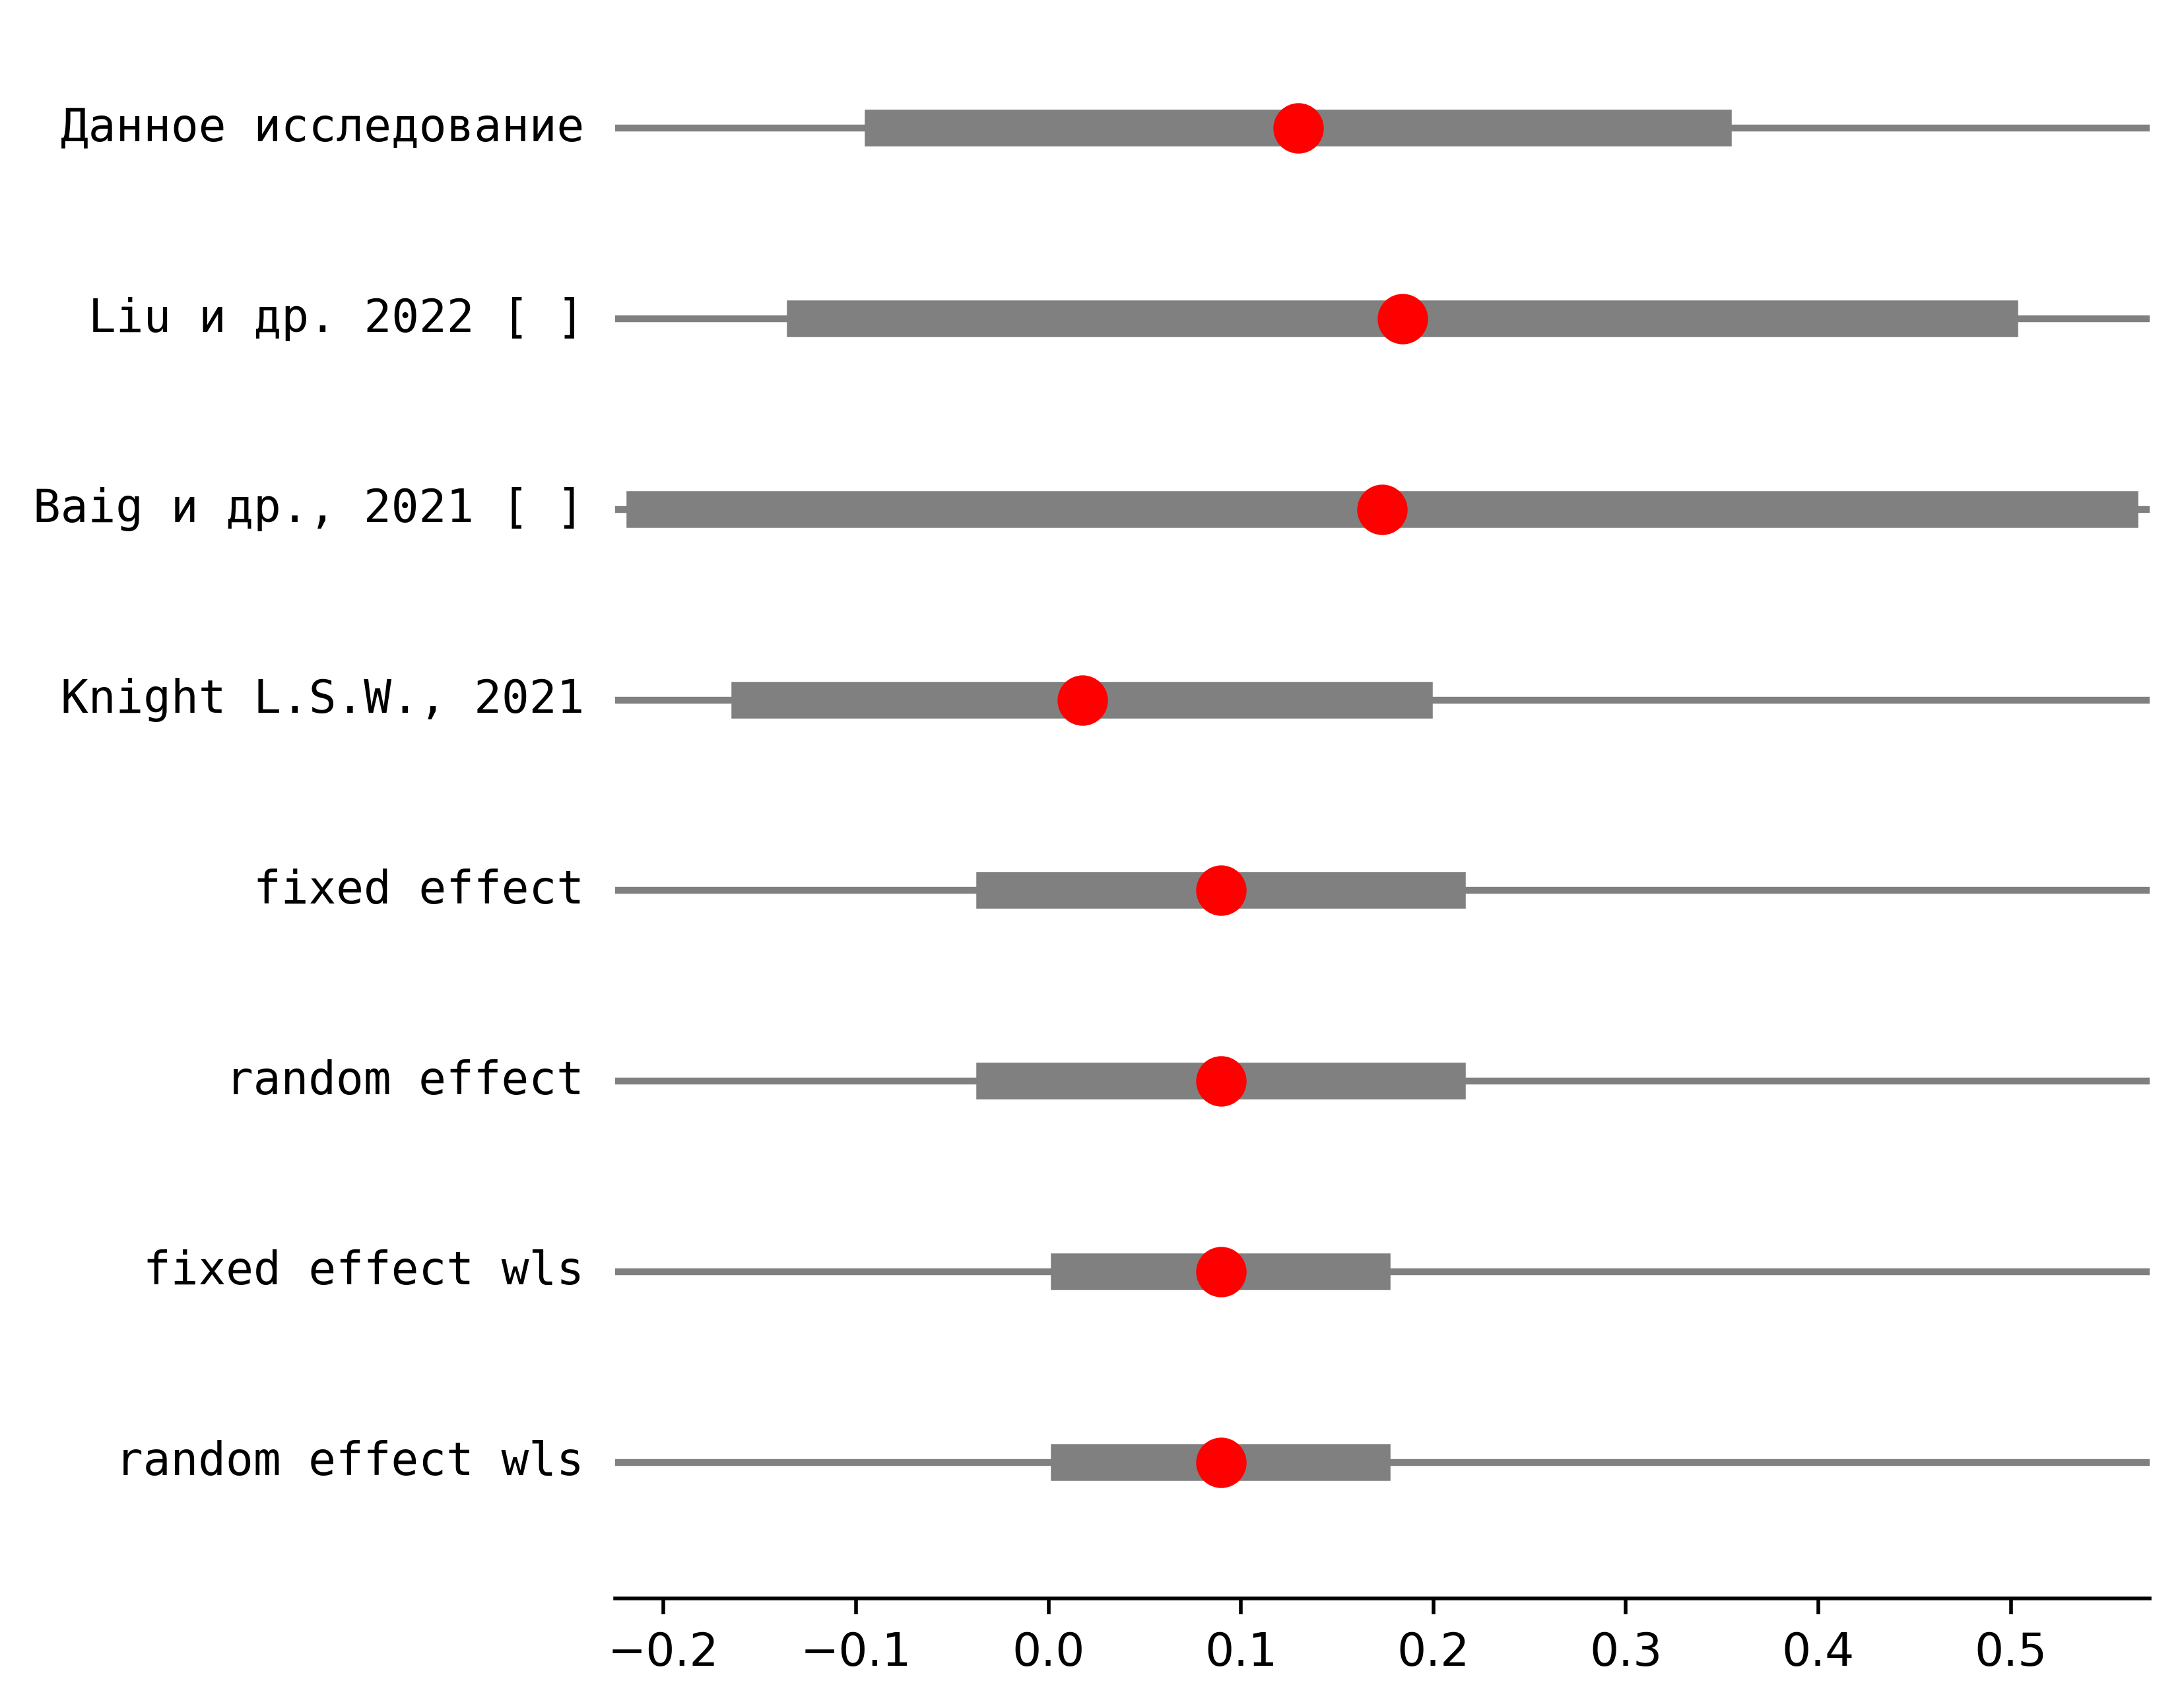 Данное исследование
Liu и др. 2022 [ ]
Baig и др., 2021 [ ]
Knight L.S.W., 2021
fixed effect
random effect
fixed effect wls
random effect wls
−0.2 −0.1 0.0 0.1 0.2 0.3 0.4 0.5